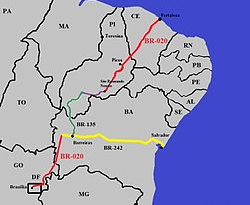 PA
MA
CE
Fortaleza
PI
Teresina
BR-020
RN
Picos
PB
PE
São Raimundo
Nonato
AL
SE
TO
BA
BR-135
Salvador
BR-242
Barreiras
GO
DF
BR-020
Brasília
MG